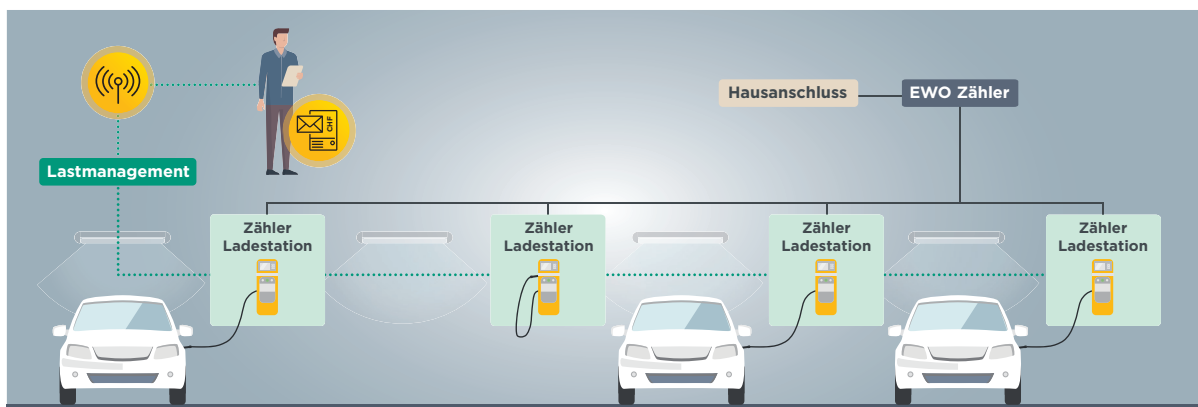 CHF
Hausanschluss
EWO Zähler
Lastmanagement
Zähler
Ladestation
Zähler
Ladestation
Zähler
Ladestation
Zähler
Ladestation